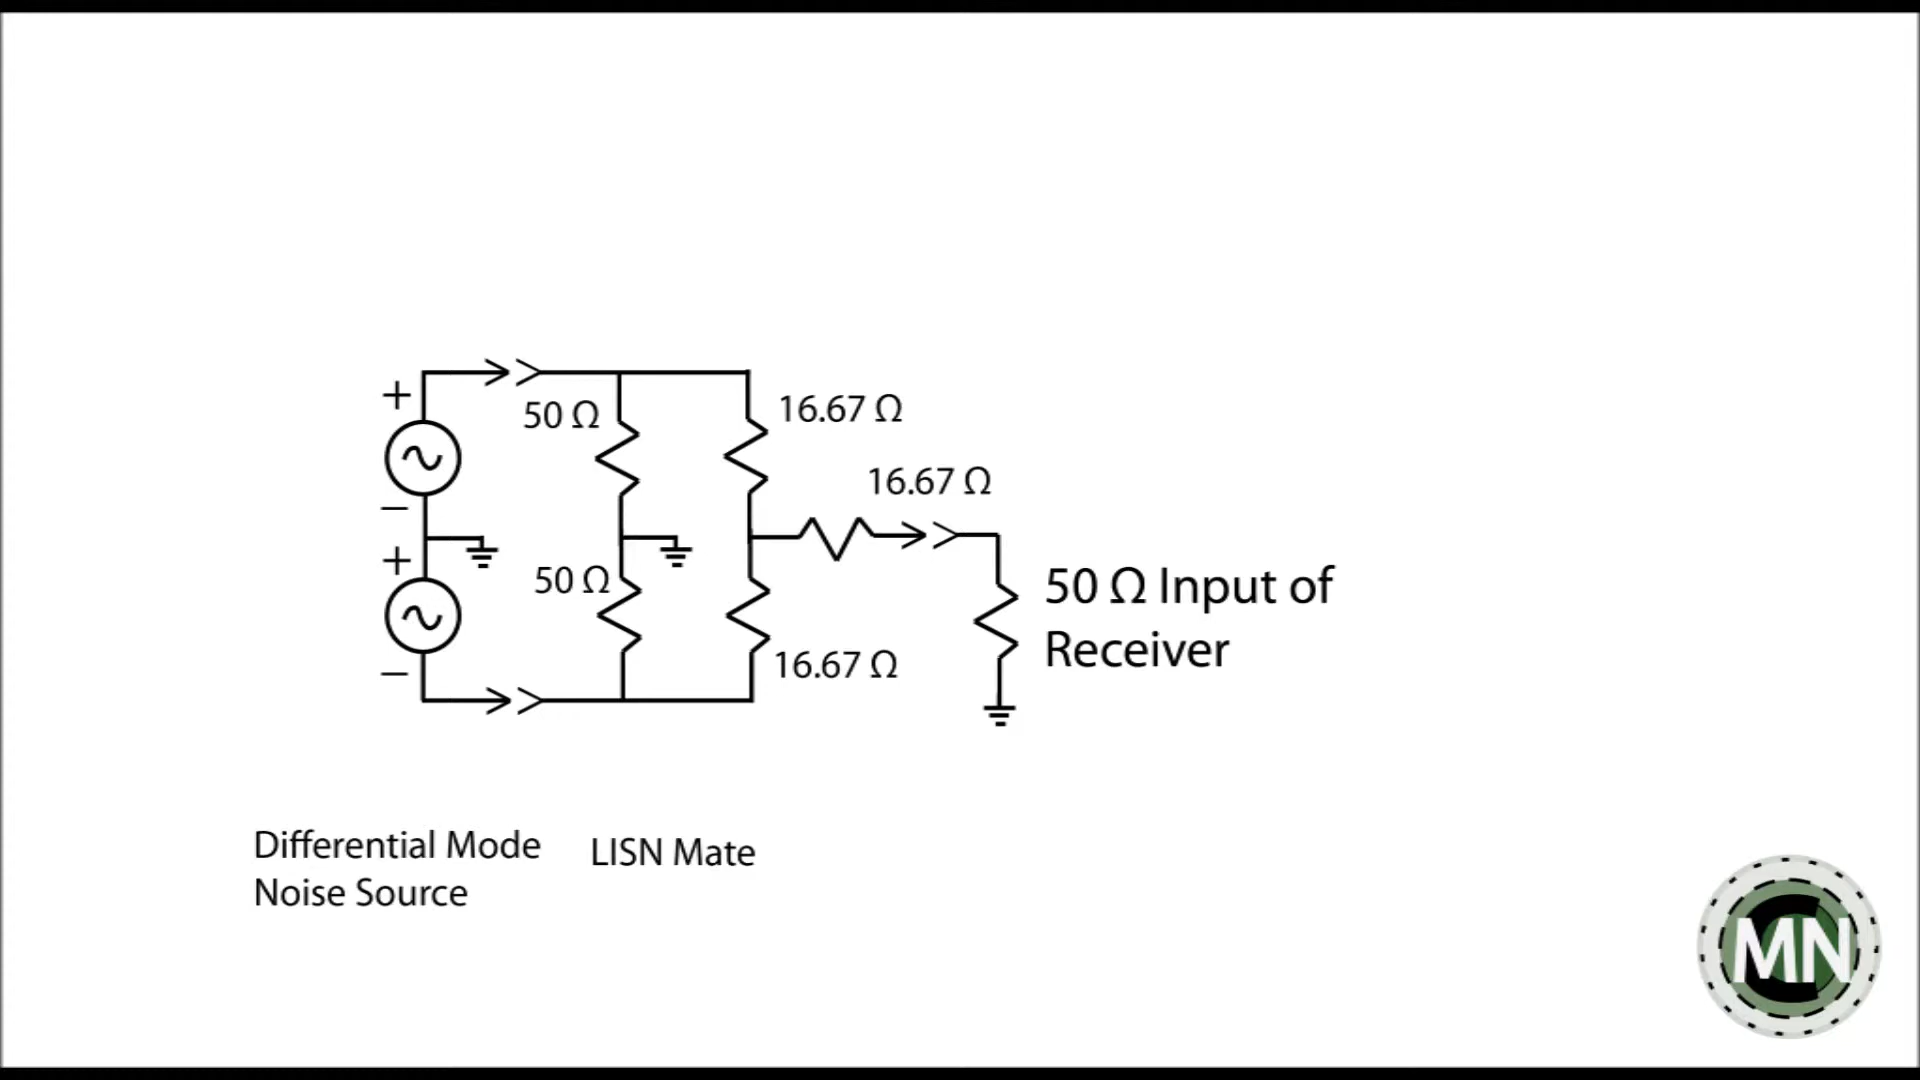 +
50 Ω
16.67 Ω
16.67 Ω
−
+
50 Ω
50 Ω Input of
Receiver
16.67 Ω
−
Differential Mode
Noise Source
LISN Mate
MN